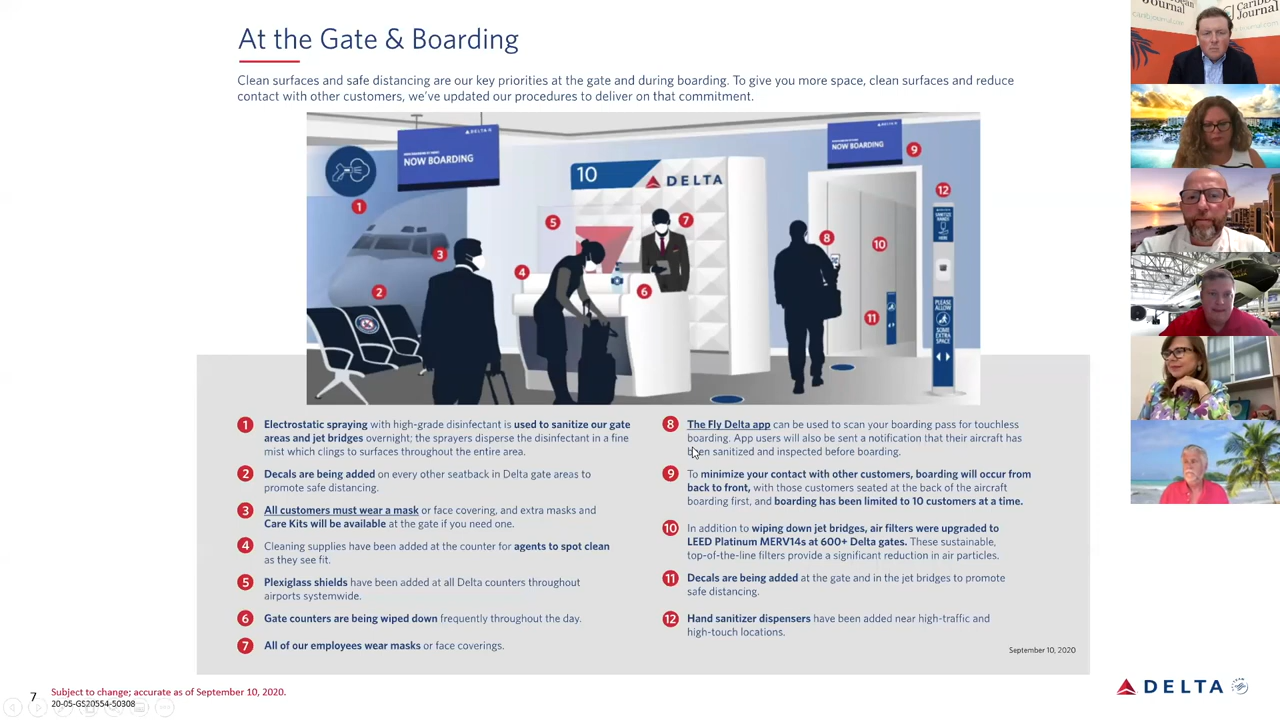 At the Gate & Boarding
Clean surfaces and safe distancing are our key priorities at the gate and during boarding. To give you more space, clean surfaces and reduce
contact with other customers, we've updated our procedures to deliver on that commitment.
DELTA
NOW BOARDING
10
DELTA
DELTA
NOW BOARDING
SANITIZE
HANDS
HERE
PLEASE
ALLOW
SOME
EXTRA
SPACE
1
2
3
4
5
6
7
8
9
10
11
12
1 Electrostatic spraying with high-grade disinfectant is used to sanitize our gate
areas and jet bridges overnight; the sprayers disperse the disinfectant in a fine
mist which clings to surfaces throughout the entire area.
2 Decals are being added on every other seatback in Delta gate areas to
promote safe distancing.
3 All customers must wear a mask or face covering, and extra masks and
Care Kits will be available at the gate if you need one.
4 Cleaning supplies have been added at the counter for agents to spot clean
as they see fit.
5 Plexiglass shields have been added at all Delta counters throughout
airports systemwide.
6 Gate counters are being wiped down frequently throughout the day.
7 All of our employees wear masks or face coverings.
8 The Fly Delta app can be used to scan your boarding pass for touchless
boarding. App users will also be sent a notification that their aircraft has
been sanitized and inspected before boarding.
9 To minimize your contact with other customers, boarding will occur from
back to front, with those customers seated at the back of the aircraft
boarding first, and boarding has been limited to 10 customers at a time.
10 In addition to wiping down jet bridges, air filters were upgraded to
LEED Platinum MERV14s at 600+ Delta gates. These sustainable,
top-of-the-line filters provide a significant reduction in air particles.
11 Decals are being added at the gate and in the jet bridges to promote
safe distancing.
12 Hand sanitizer dispensers have been added near high-traffic and
high-touch locations.
September 10, 2020
7
Subject to change; accurate as of September 10, 2020.
20-05-GS20554-50308
DELTA
Journal
Journal